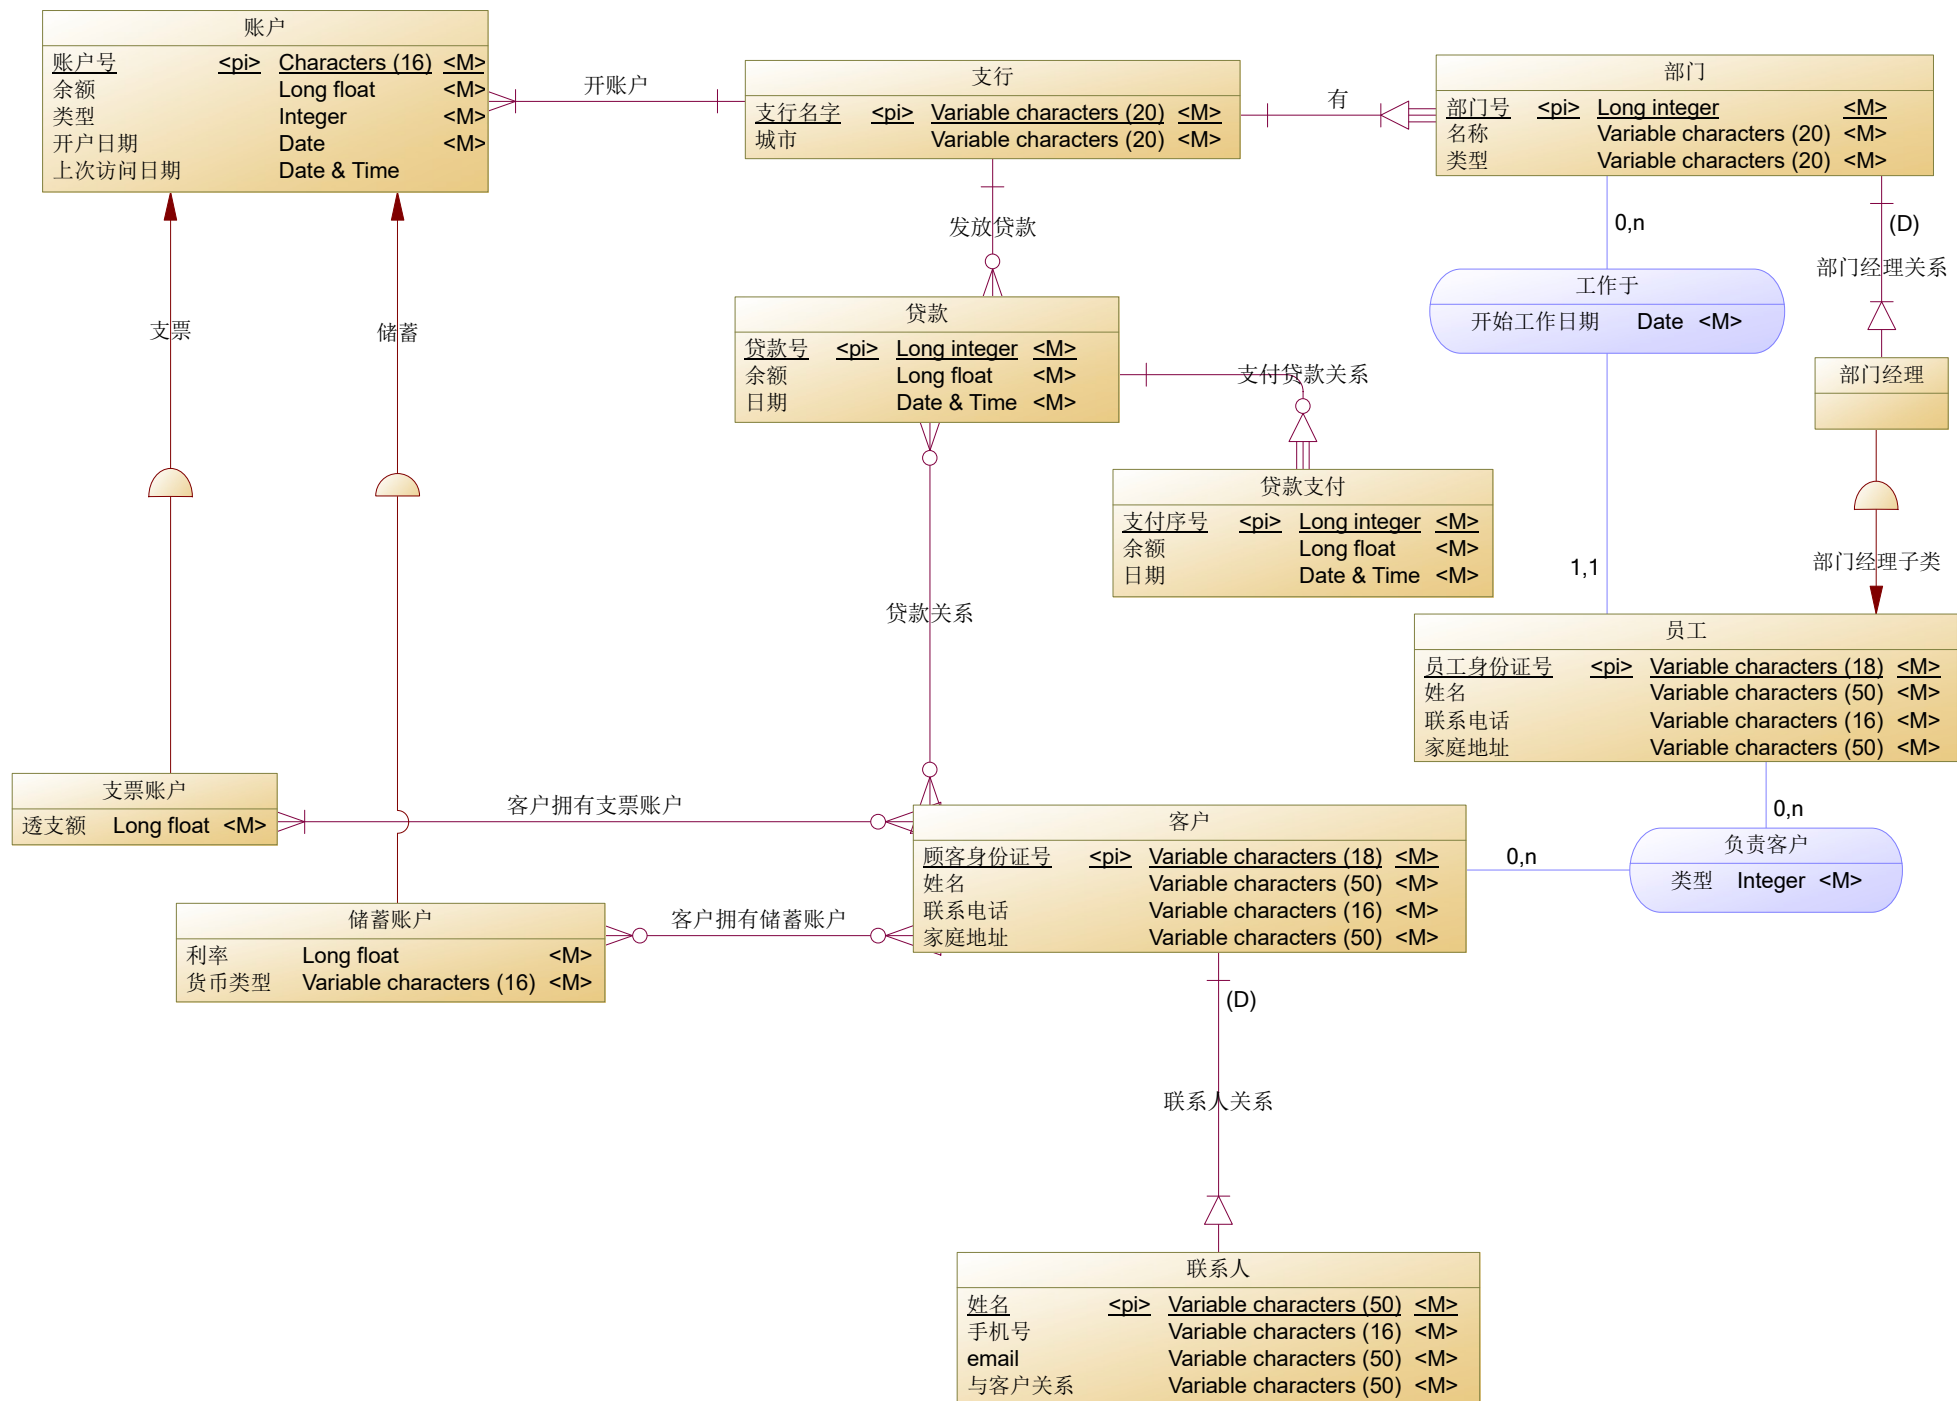 账户
账户号 <pi> Characters (16) <M>
余额 Long float <M>
类型 Integer <M>
开户日期 Date <M>
上次访问日期 Date & Time
开账户
支行
支行名字 <pi> Variable characters (20) <M>
城市 Variable characters (20) <M>
有
部门
部门号 <pi> Long integer <M>
名称 Variable characters (20) <M>
类型 Variable characters (20) <M>
0,n
(D)
发放贷款
部门经理关系
工作于
开始工作日期 Date <M>
支票
储蓄
贷款
贷款号 <pi> Long integer <M>
余额 Long float <M>
日期 Date & Time <M>
支付贷款关系
部门经理
贷款支付
支付序号 <pi> Long integer <M>
余额 Long float <M>
日期 Date & Time <M>
1,1
部门经理子类
贷款关系
员工
员工身份证号 <pi> Variable characters (18) <M>
姓名 Variable characters (50) <M>
联系电话 Variable characters (16) <M>
家庭地址 Variable characters (50) <M>
支票账户
透支额 Long float <M>
客户拥有支票账户
0,n
客户
顾客身份证号 <pi> Variable characters (18) <M>
姓名 Variable characters (50) <M>
联系电话 Variable characters (16) <M>
家庭地址 Variable characters (50) <M>
0,n
负责客户
类型 Integer <M>
储蓄账户
利率 Long float <M>
货币类型 Variable characters (16) <M>
客户拥有储蓄账户
(D)
联系人关系
联系人
姓名 <pi> Variable characters (50) <M>
手机号 Variable characters (16) <M>
email Variable characters (50) <M>
与客户关系 Variable characters (50) <M>